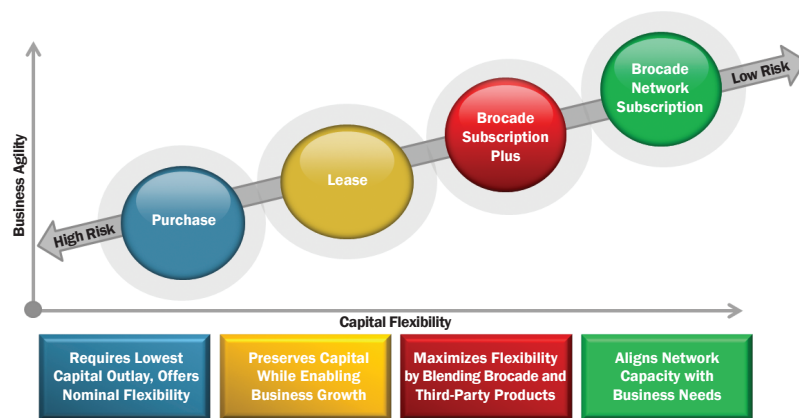 Business Agility
High Risk
Purchase
Lease
Brocade
Subscription
Plus
Brocade
Network
Subscription
Low Risk
Capital Flexibility
Requires Lowest
Capital Outlay, Offers
Nominal Flexibility
Preserves Capital
While Enabling
Business Growth
Maximizes Flexibility
by Blending Brocade and
Third-Party Products
Aligns Network
Capacity with
Business Needs